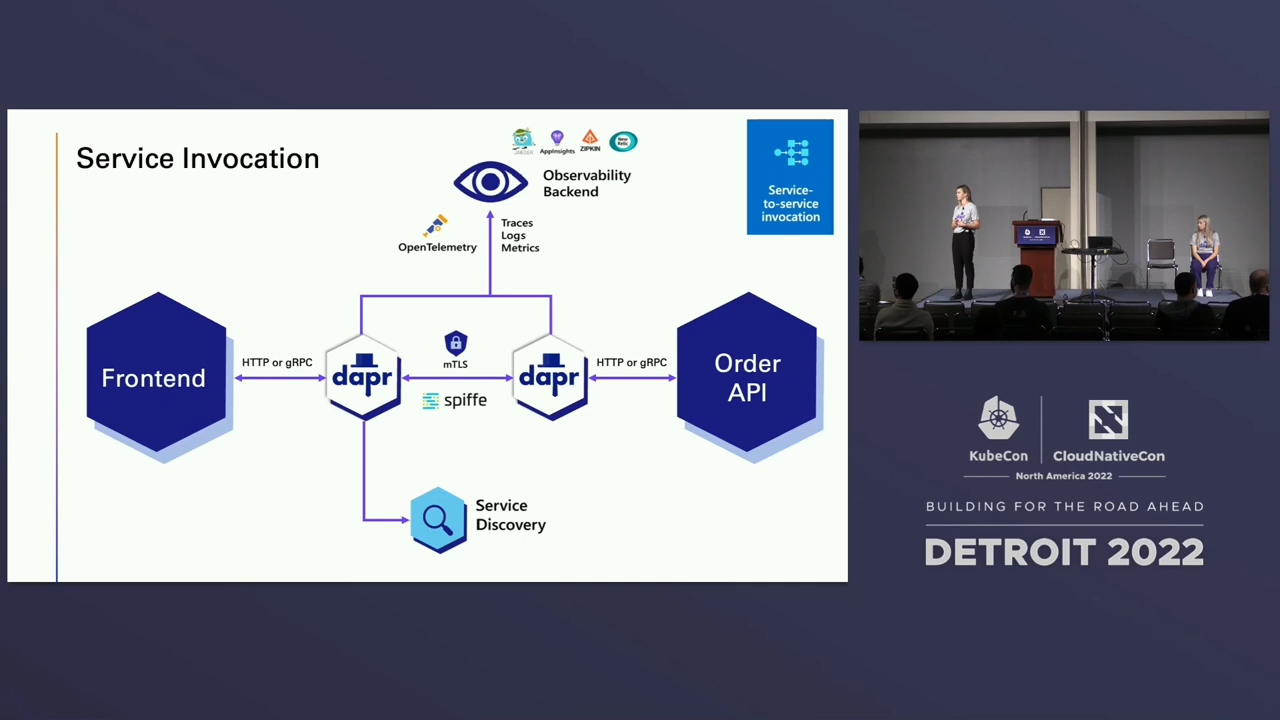 Service Invocation
JAEGER
AppInsights
ZIPKIN
New
Relic
Observability
Backend
Service-
to-service
invocation
OpenTelemetry
Traces
Logs
Metrics
Frontend
HTTP or gRPC
dapr
mTLS
spiffe
dapr
HTTP or gRPC
Order
API
Service
Discovery
KubeCon
CloudNativeCon
North America 2022
BUILDING FOR THE ROAD AHEAD
DETROIT 2022